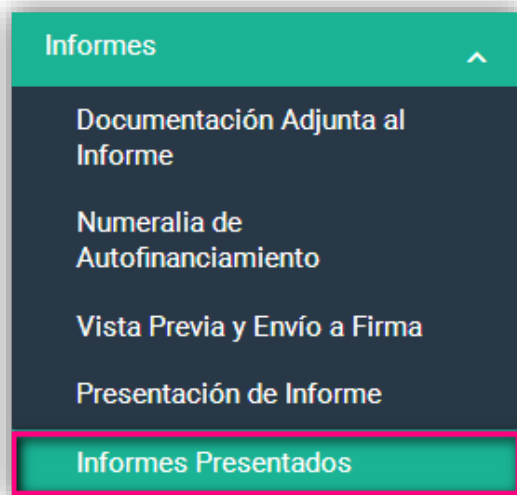 Informes
Documentación Adjunta al
Informe
Numeralia de
Autofinanciamiento
Vista Previa y Envío a Firma
Presentación de Informe
Informes Presentados